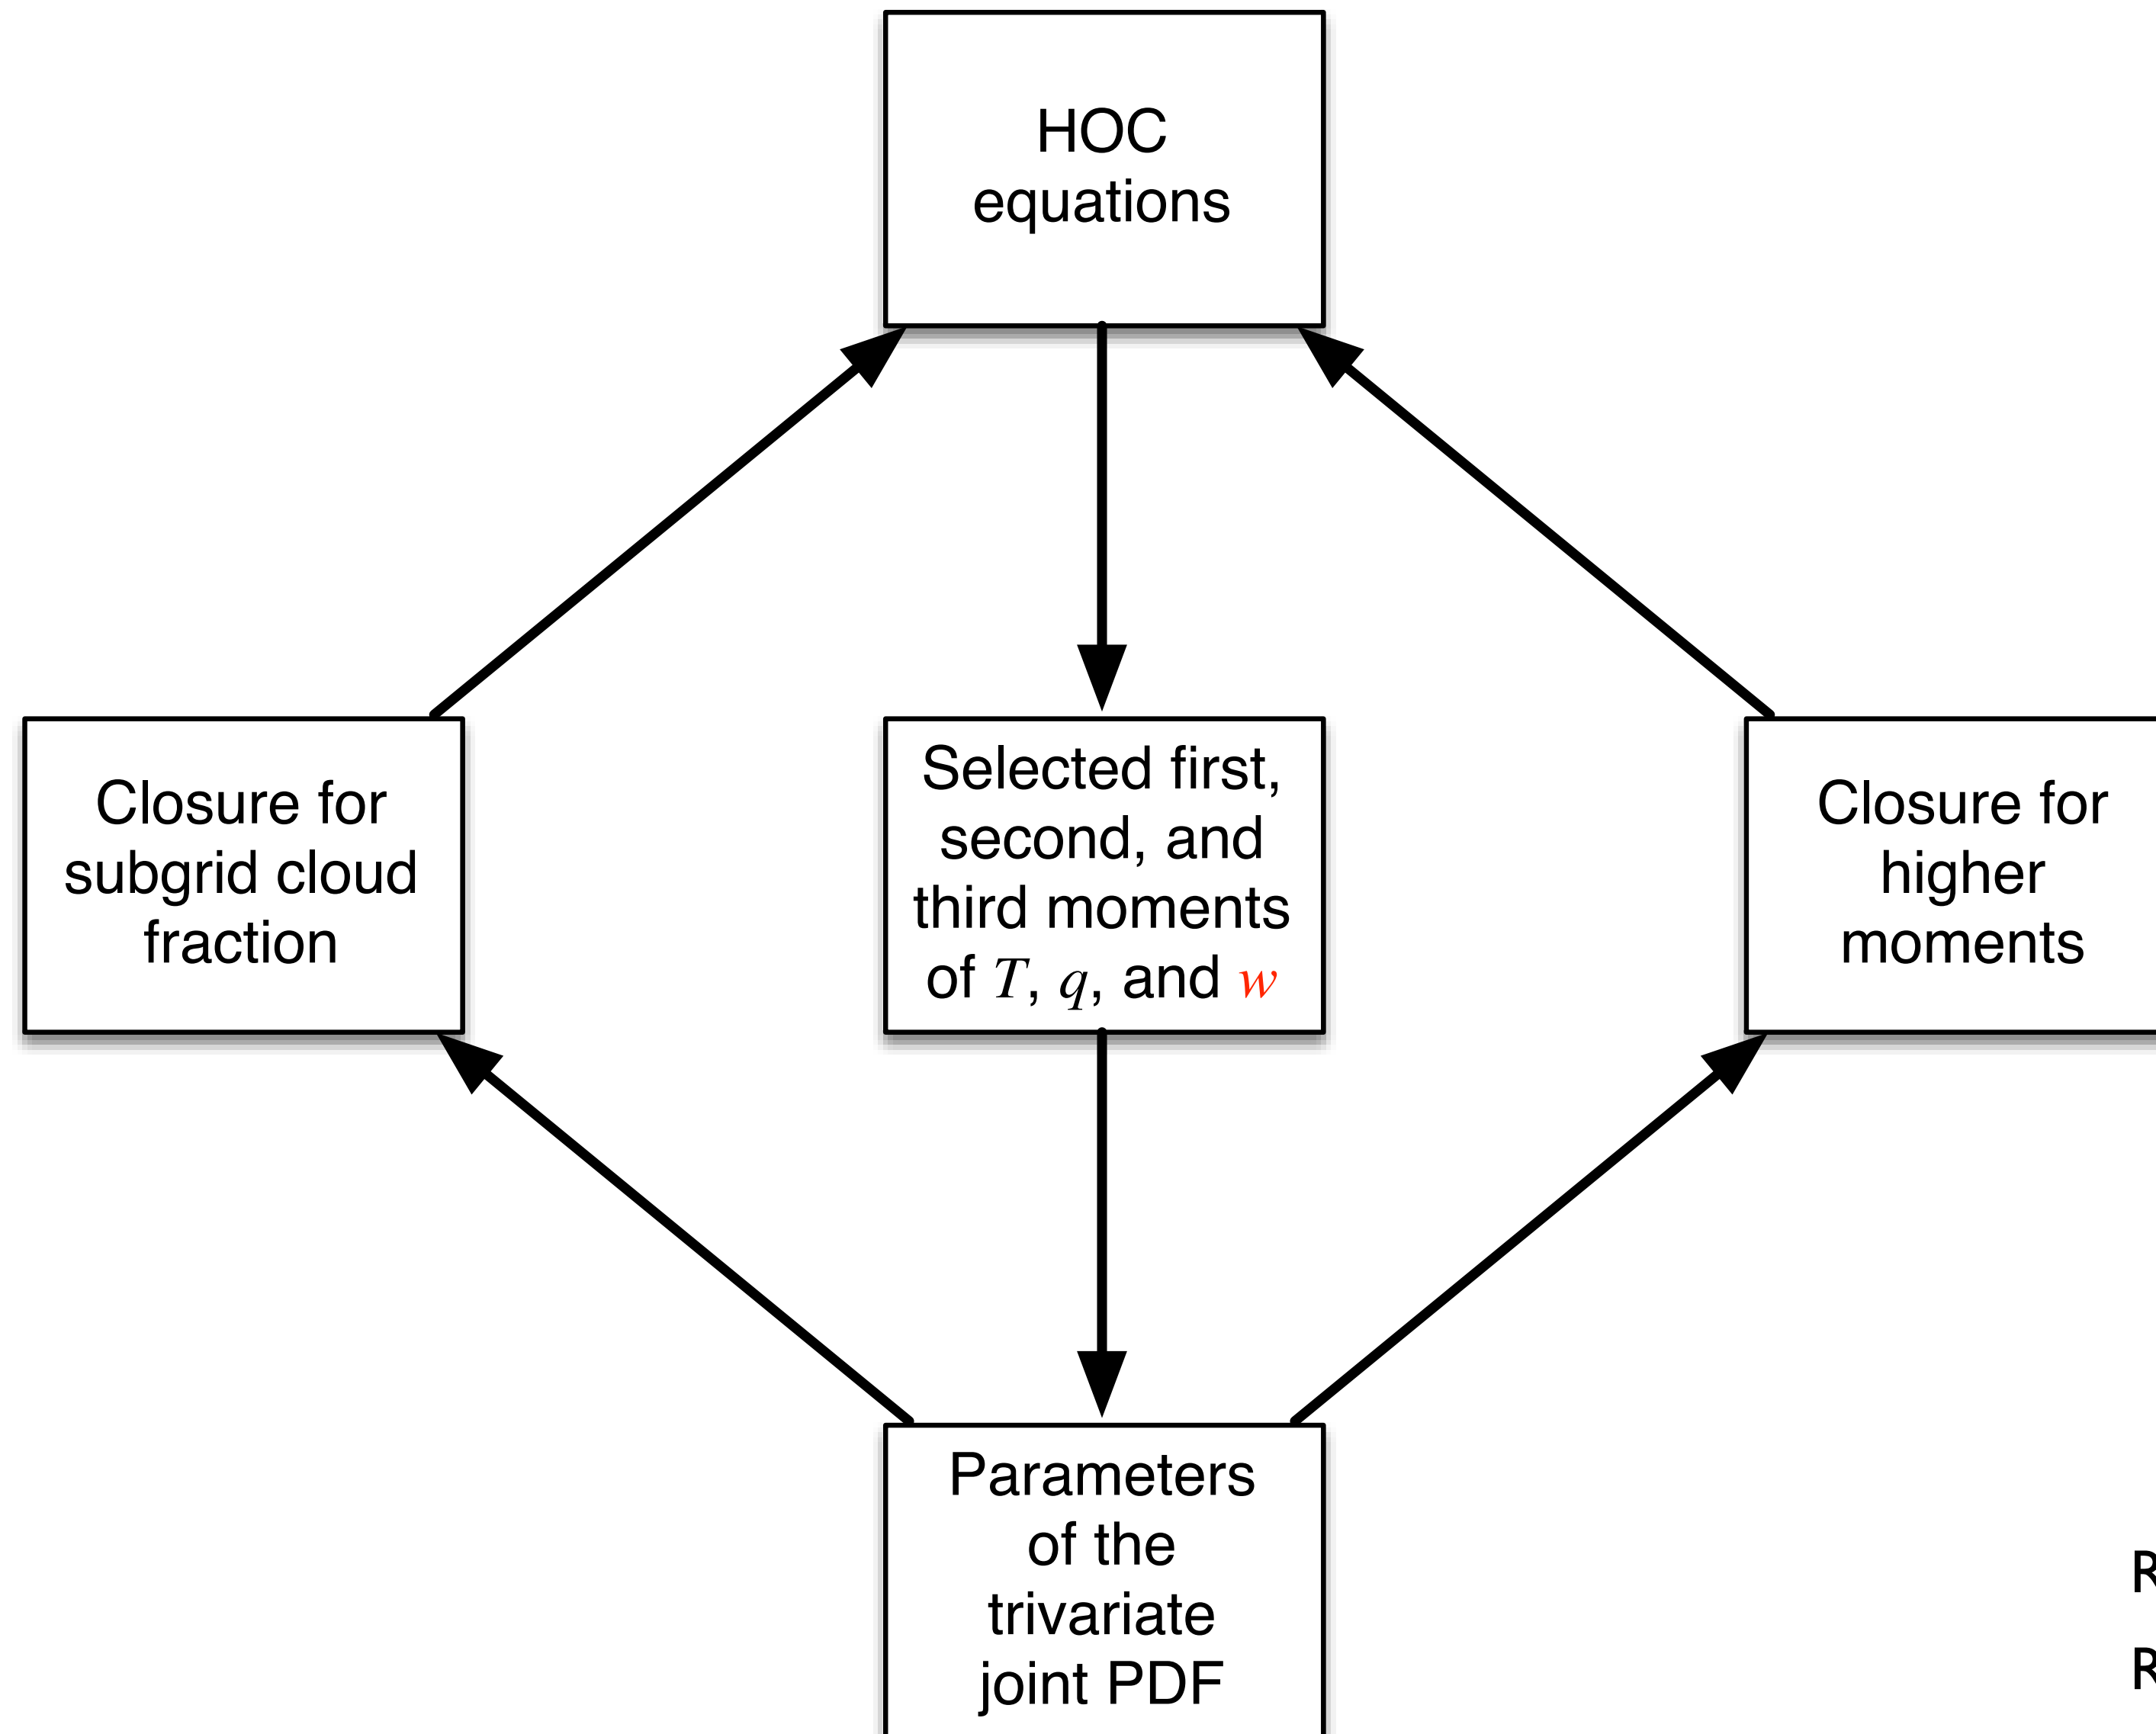 HOC
equations
Closure for
subgrid cloud
fraction
Selected first,
second, and
third moments
of T, q, and w
Closure for
higher
moments
Parameters
of the
trivariate
joint PDF
R
R